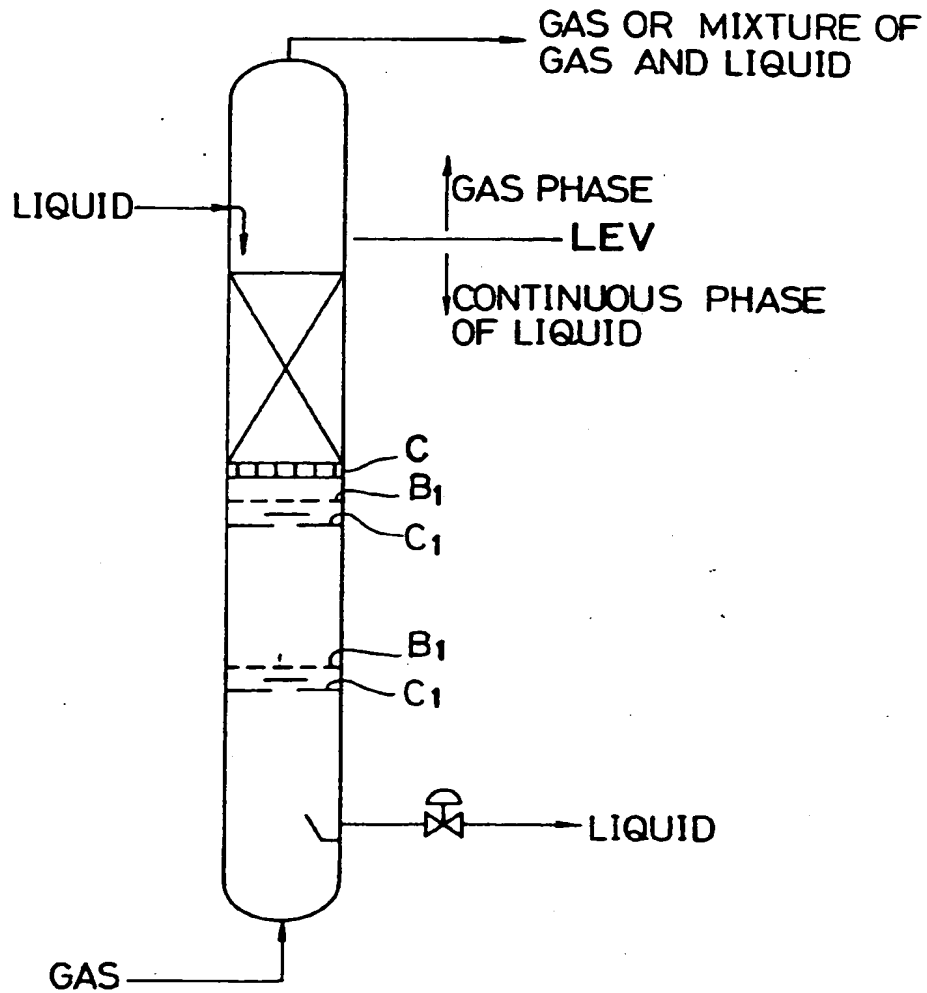 GAS OR MIXTURE OF
GAS AND LIQUID
GAS PHASE
LIQUID
LEV
CONTINUOUS PHASE
OF LIQUID
C
B1
C1
B1
C1
LIQUID
GAS